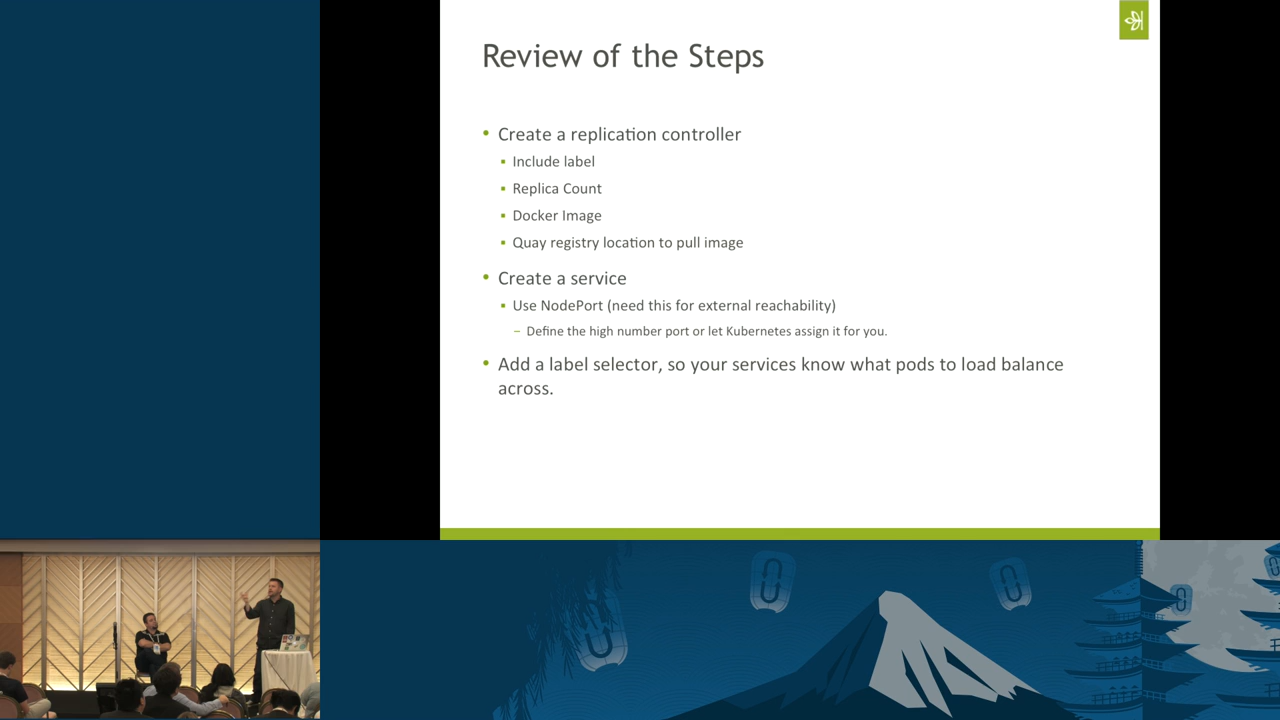 Review of the Steps
• Create a replication controller
▪ Include label
▪ Replica Count
▪ Docker Image
▪ Quay registry location to pull image
• Create a service
▪ Use NodePort (need this for external reachability)
– Define the high number port or let Kubernetes assign it for you.
• Add a label selector, so your services know what pods to load balance
across.